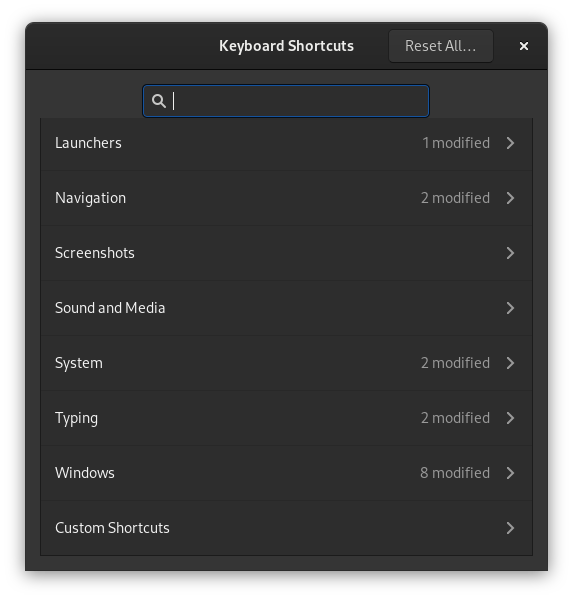 Keyboard Shortcuts
Reset All...
Launchers
1 modified
Navigation
2 modified
Screenshots
Sound and Media
System
2 modified
Typing
2 modified
Windows
8 modified
Custom Shortcuts